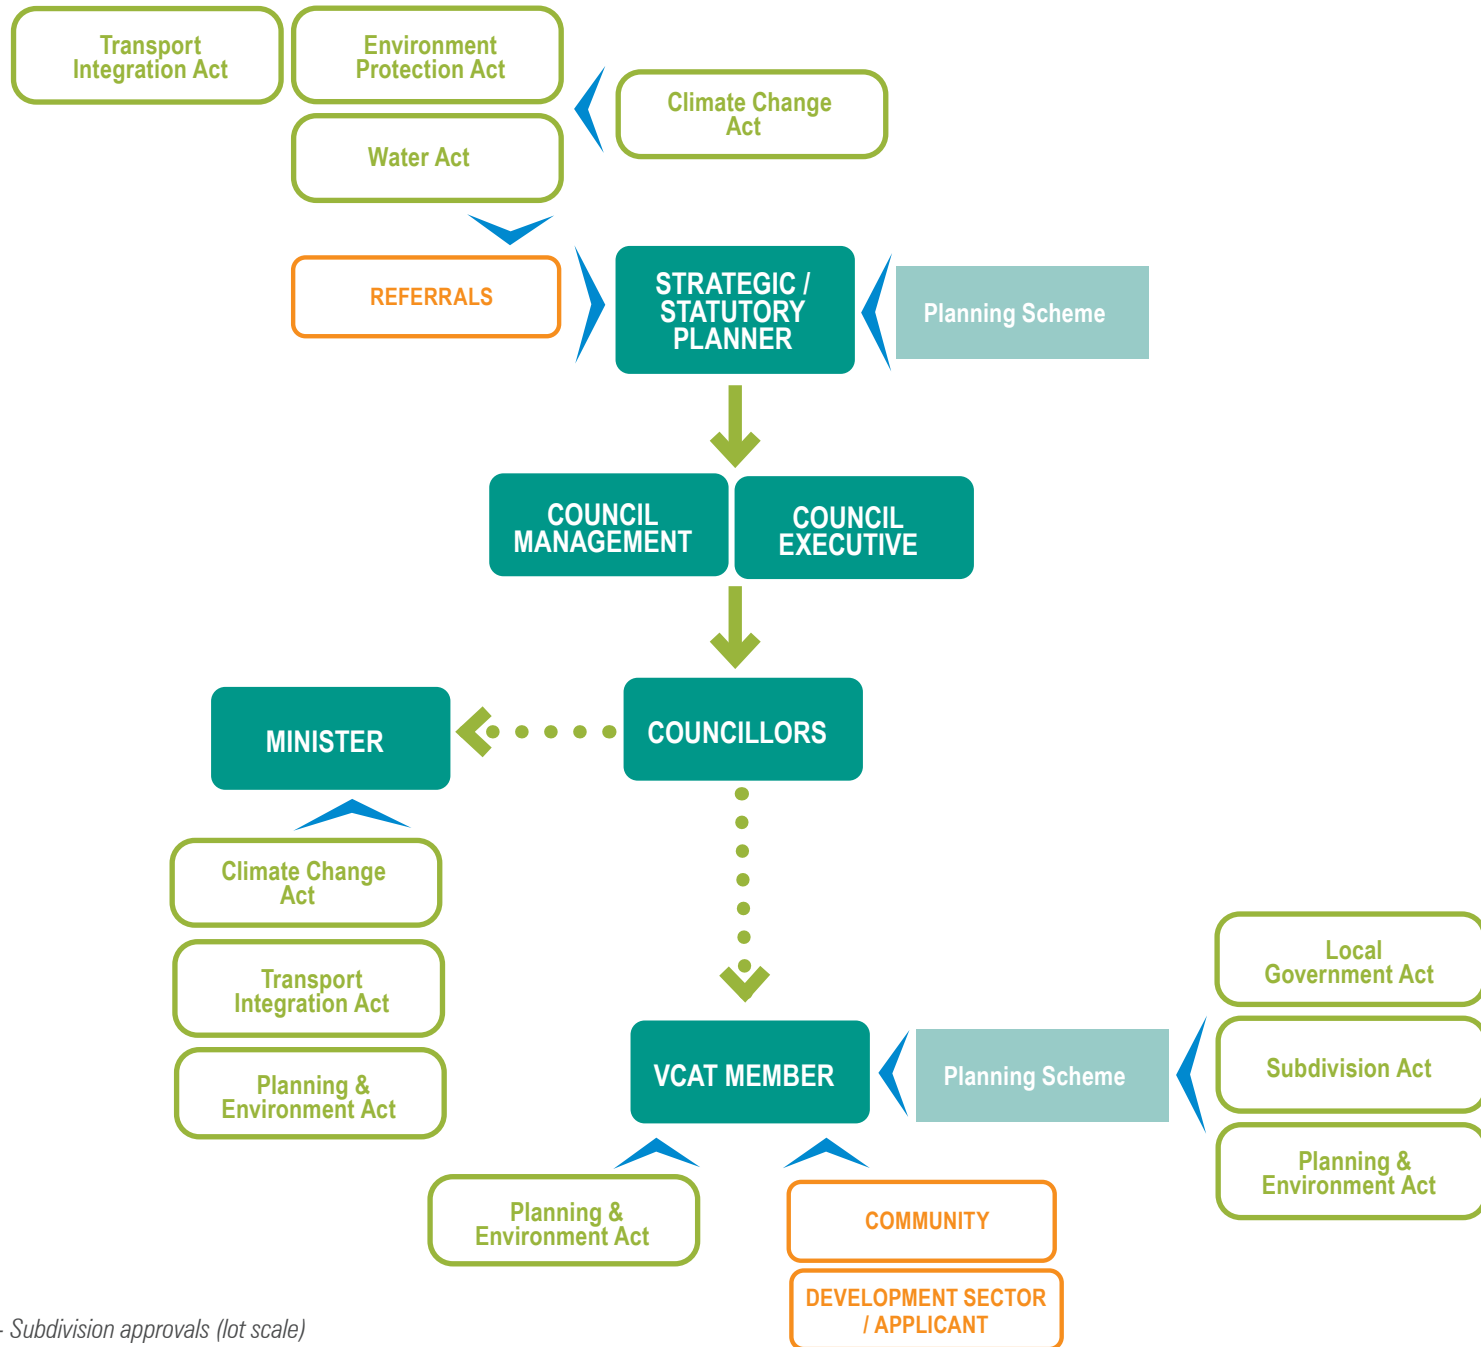 Transport
Integration Act
Environment
Protection Act
Climate Change
Act
Water Act
REFERRALS
STRATEGIC /
STATUTORY
PLANNER
Planning Scheme
COUNCIL
MANAGEMENT
COUNCIL
EXECUTIVE
MINISTER
COUNCILLORS
Climate Change
Act
Transport
Integration Act
Planning &
Environment Act
Local
Government Act
VCAT MEMBER
Planning Scheme
Subdivision Act
Planning &
Environment Act
Planning &
Environment Act
COMMUNITY
DEVELOPMENT SECTOR
/ APPLICANT
- Subdivision approvals (lot scale)